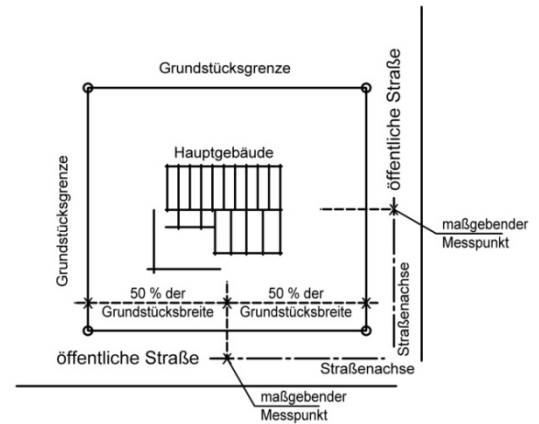 Grundstücksgrenze
öffentliche Straße
Hauptgebäude
Grundstücksgrenze
maßgebender
Messpunkt
50 % der
Grundstücksbreite
50 % der
Grundstücksbreite
Straßenachse
öffentliche Straße
Straßenachse
maßgebender
Messpunkt